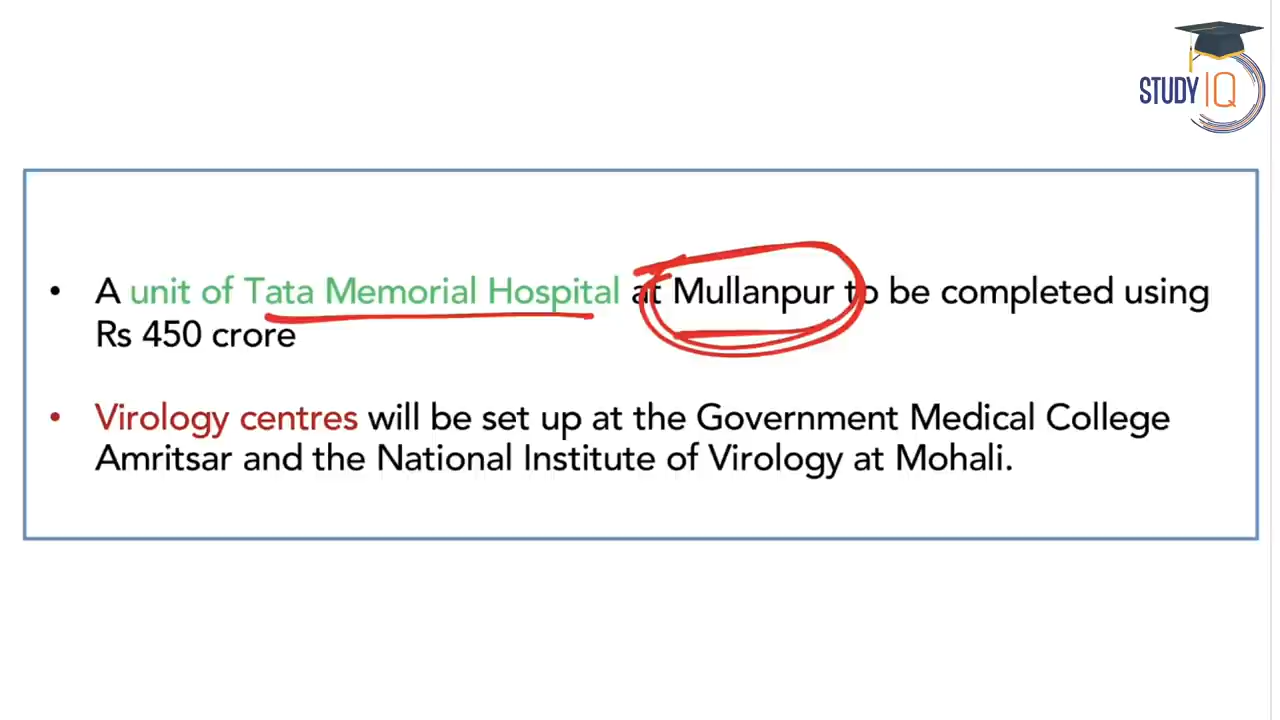 STUDY IQ
• A unit of Tata Memorial Hospital at Mullanpur to be completed using
Rs 450 crore
• Virology centres will be set up at the Government Medical College
Amritsar and the National Institute of Virology at Mohali.